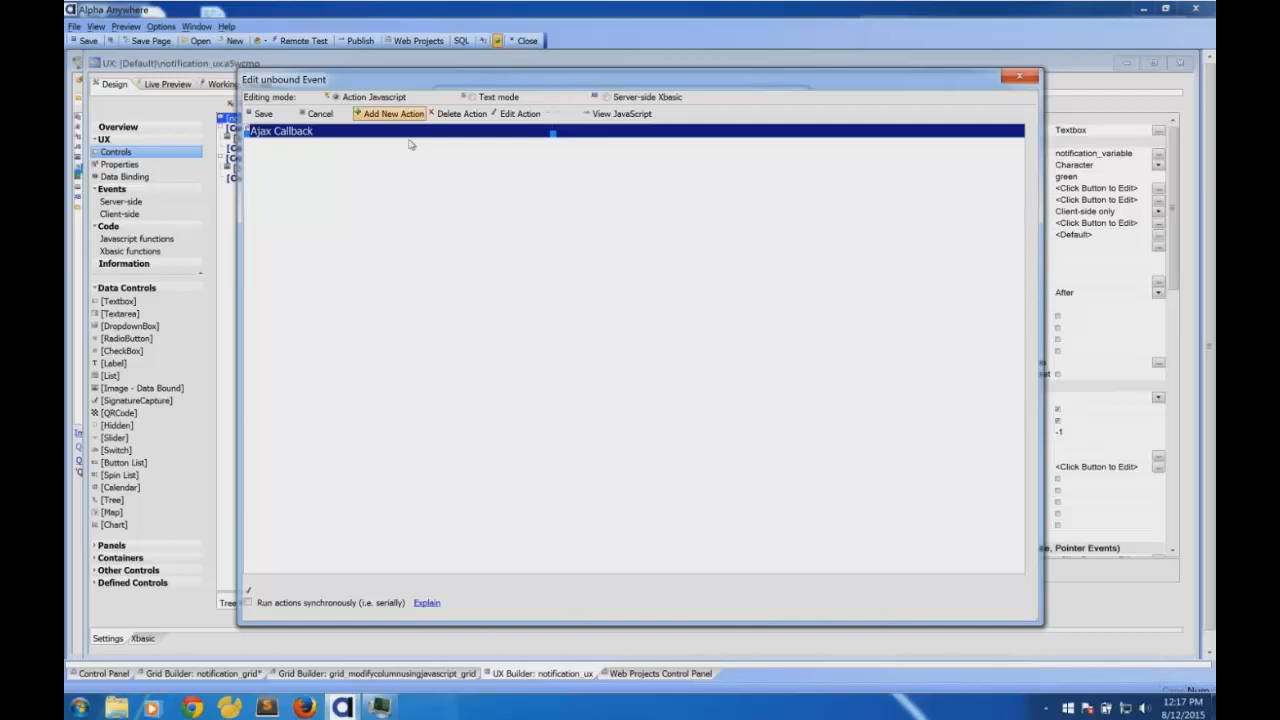 Alpha Anywhere
File View Preview Options Window Help
Save Save Page Open New Remote Test Publish Web Projects SQL Close
UX: [Default]\notification_ux.a5wcmp
Design Live Preview Working
Edit unbound Event
Editing mode: Action Javascript Text mode Server-side Xbasic
Save Cancel Add New Action Delete Action Edit Action View JavaScript
Ajax Callback
Overview
UX
Controls
Properties
Data Binding
Events
Server-side
Client-side
Code
Javascript functions
Xbasic functions
Information
Data Controls
[Textbox]
[Textarea]
[DropdownBox]
[RadioButton]
[CheckBox]
[Label]
[List]
[Image - Data Bound]
[SignatureCapture]
[QRCode]
[Hidden]
[Slider]
[Switch]
[Button List]
[Spin List]
[Calendar]
[Tree]
[Map]
[Chart]
Panels
Containers
Other Controls
Defined Controls
Textbox
notification_variable
Character
green
<Click Button to Edit>
<Click Button to Edit>
Client-side only
<Click Button to Edit>
<Default>
After
-1
<Click Button to Edit>
e, Pointer Events)
Run actions synchronously (i.e. serially) Explain
Tree
Settings Xbasic
Control Panel Grid Builder: notification_grid* Grid Builder: grid_modifycolumnusingjavascript_grid UX Builder: notification_ux Web Projects Control Panel
Num
12:17 PM
8/12/2015